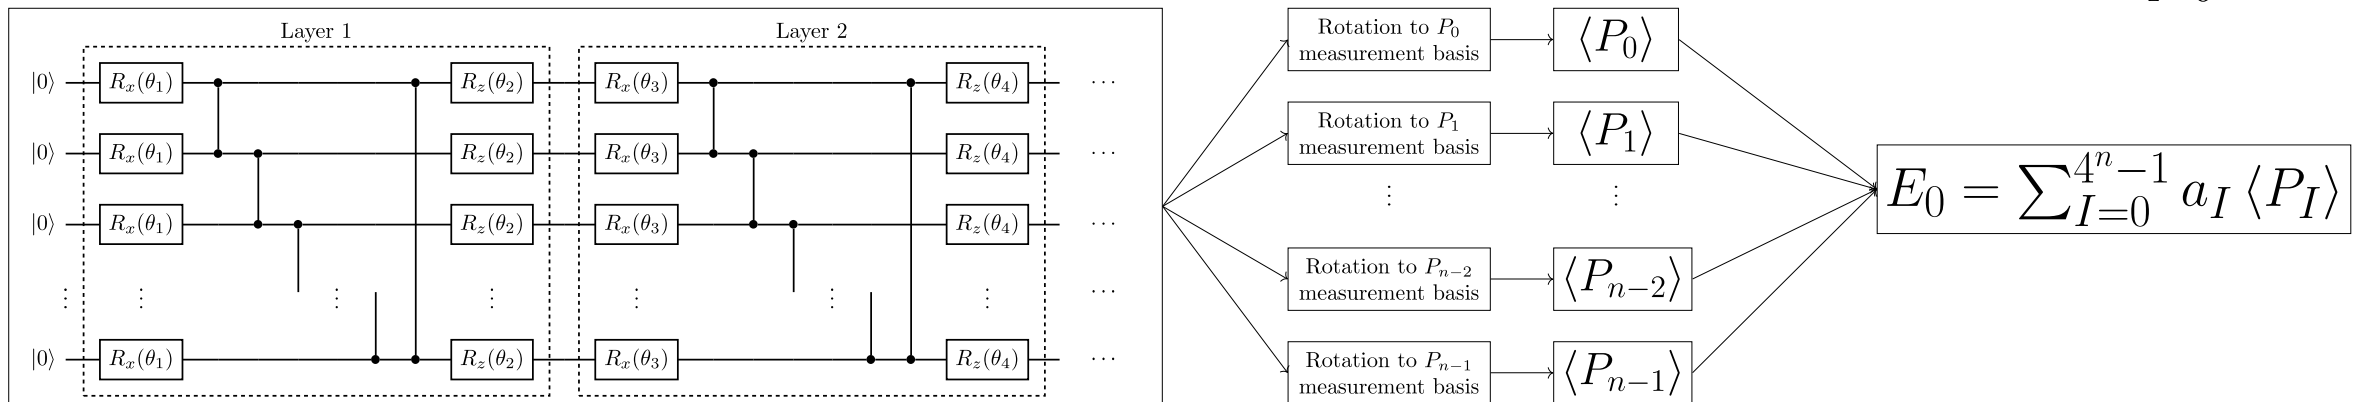 Layer 1 Layer 2
|0⟩ R_x(θ_1) R_z(θ_2) R_x(θ_3) R_z(θ_4) ···
|0⟩ R_x(θ_1) R_z(θ_2) R_x(θ_3) R_z(θ_4) ···
|0⟩ R_x(θ_1) R_z(θ_2) R_x(θ_3) R_z(θ_4) ···
⋮ ⋮ ⋮ ⋮ ⋮ ⋮ ⋮ ···
|0⟩ R_x(θ_1) R_z(θ_2) R_x(θ_3) R_z(θ_4) ···
Rotation to P_0
measurement basis
⟨P_0⟩
Rotation to P_1
measurement basis
⟨P_1⟩
⋮ ⋮
Rotation to P_{n−2}
measurement basis
⟨P_{n−2}⟩
Rotation to P_{n−1}
measurement basis
⟨P_{n−1}⟩
E_0 = ∑_{I=0}^{4^n−1} a_I ⟨P_I⟩